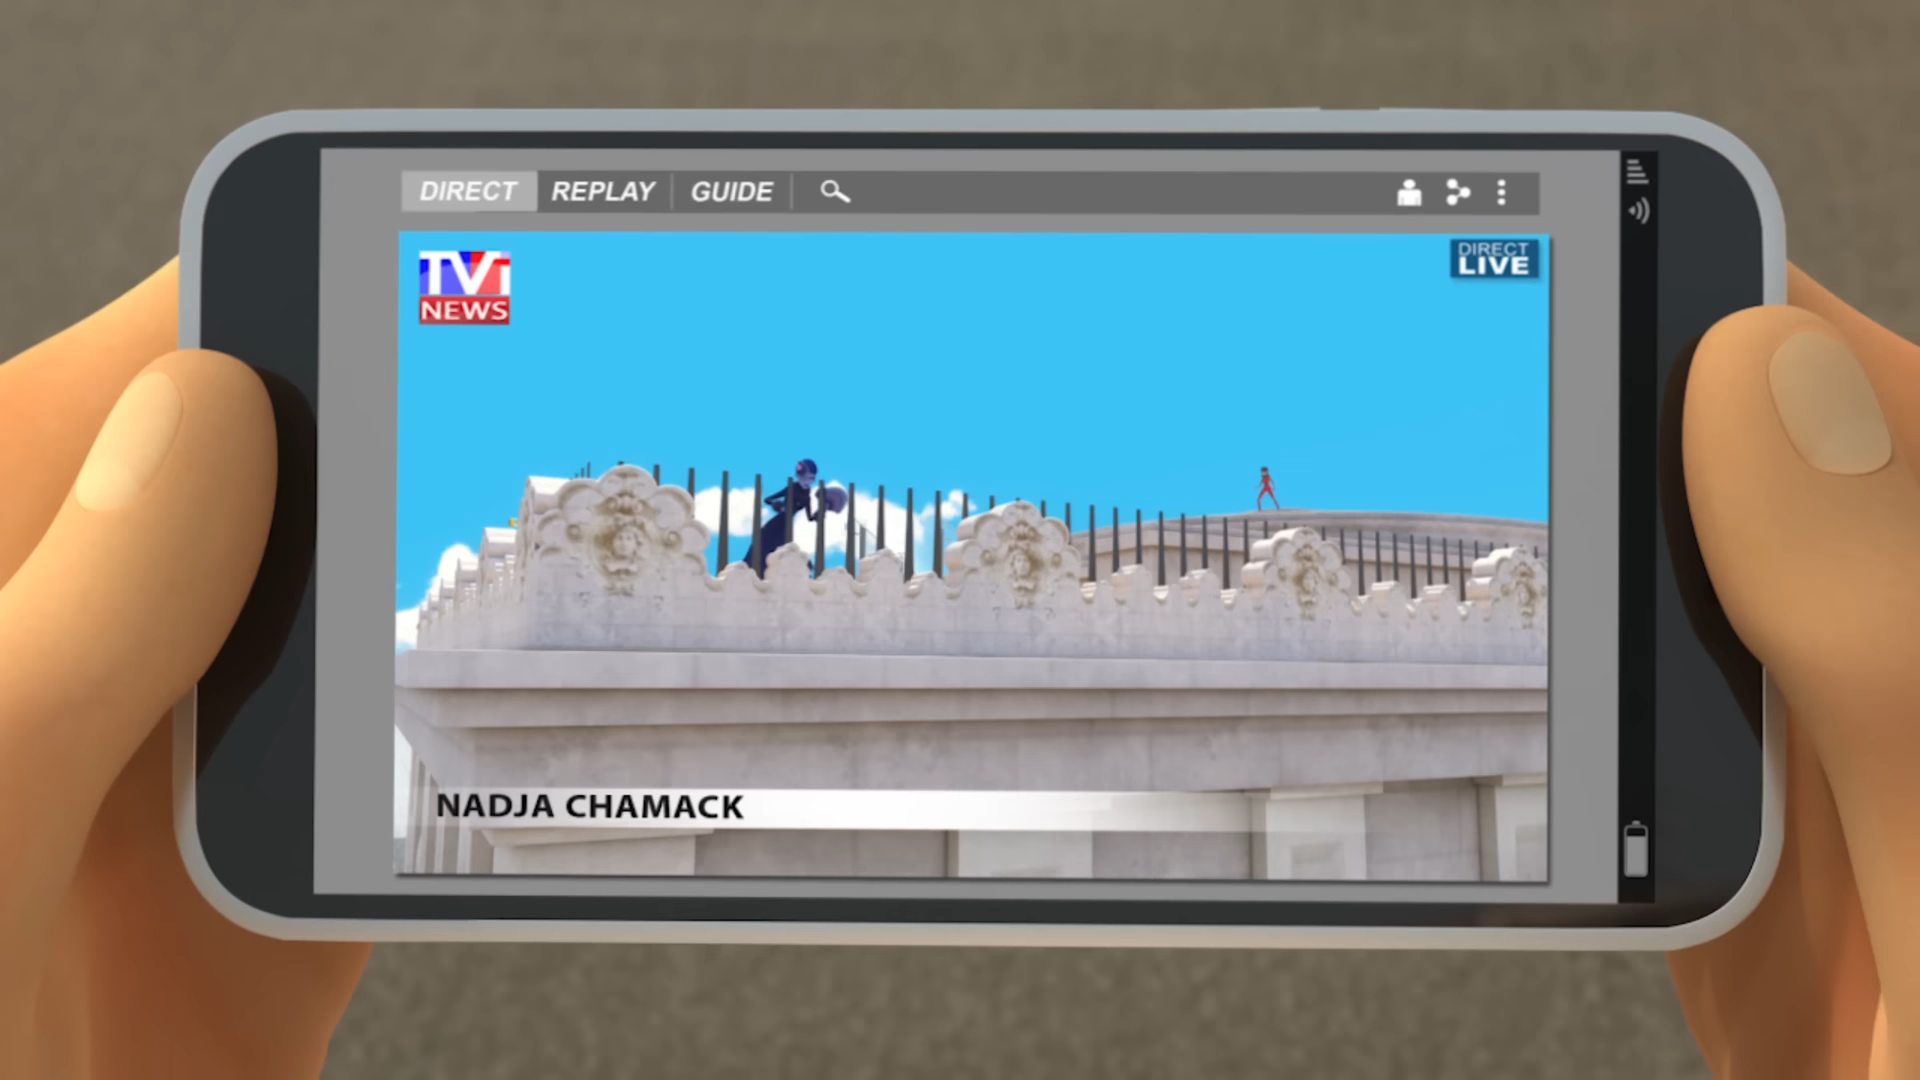 DIRECT REPLAY GUIDE
TVi
NEWS
DIRECT
LIVE
NADJA CHAMACK